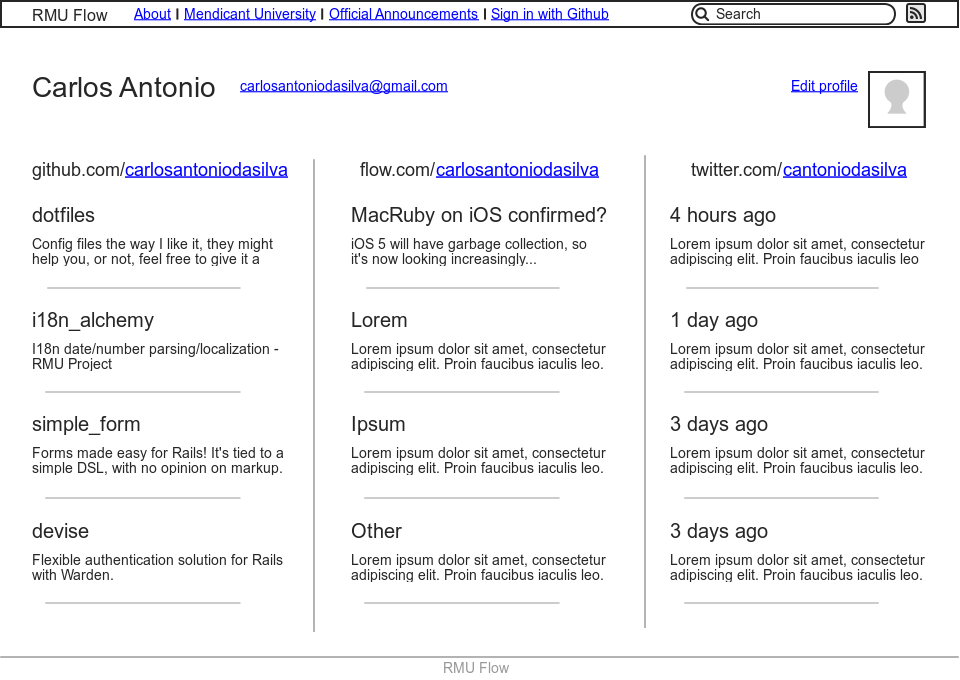 RMU Flow About | Mendicant University | Official Announcements | Sign in with Github Search
Carlos Antonio carlosantoniodasilva@gmail.com Edit profile
github.com/carlosantoniodasilva
dotfiles
Config files the way I like it, they might
help you, or not, feel free to give it a
i18n_alchemy
I18n date/number parsing/localization -
RMU Project
simple_form
Forms made easy for Rails! It's tied to a
simple DSL, with no opinion on markup.
devise
Flexible authentication solution for Rails
with Warden.
flow.com/carlosantoniodasilva
MacRuby on iOS confirmed?
iOS 5 will have garbage collection, so
it's now looking increasingly...
Lorem
Lorem ipsum dolor sit amet, consectetur
adipiscing elit. Proin faucibus iaculis leo.
Ipsum
Lorem ipsum dolor sit amet, consectetur
adipiscing elit. Proin faucibus iaculis leo.
Other
Lorem ipsum dolor sit amet, consectetur
adipiscing elit. Proin faucibus iaculis leo.
twitter.com/cantoniodasilva
4 hours ago
Lorem ipsum dolor sit amet, consectetur
adipiscing elit. Proin faucibus iaculis leo
1 day ago
Lorem ipsum dolor sit amet, consectetur
adipiscing elit. Proin faucibus iaculis leo.
3 days ago
Lorem ipsum dolor sit amet, consectetur
adipiscing elit. Proin faucibus iaculis leo.
3 days ago
Lorem ipsum dolor sit amet, consectetur
adipiscing elit. Proin faucibus iaculis leo.
RMU Flow